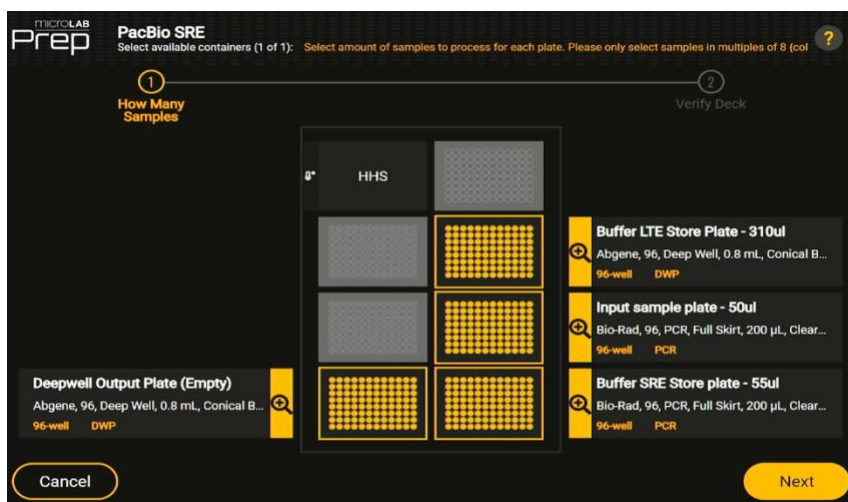 microLAB
Prep
PacBio SRE
Select available containers (1 of 1): Select amount of samples to process for each plate. Please only select samples in multiples of 8 (col
?
1
How Many
Samples
2
Verify Deck
HHS
Buffer LTE Store Plate - 310ul
Abgene, 96, Deep Well, 0.8 mL, Conical B...
96-well DWP
Input sample plate - 50ul
Bio-Rad, 96, PCR, Full Skirt, 200 µL, Clear...
96-well PCR
Deepwell Output Plate (Empty)
Abgene, 96, Deep Well, 0.8 mL, Conical B...
96-well DWP
Buffer SRE Store plate - 55ul
Bio-Rad, 96, PCR, Full Skirt, 200 µL, Clear...
96-well PCR
Cancel
Next